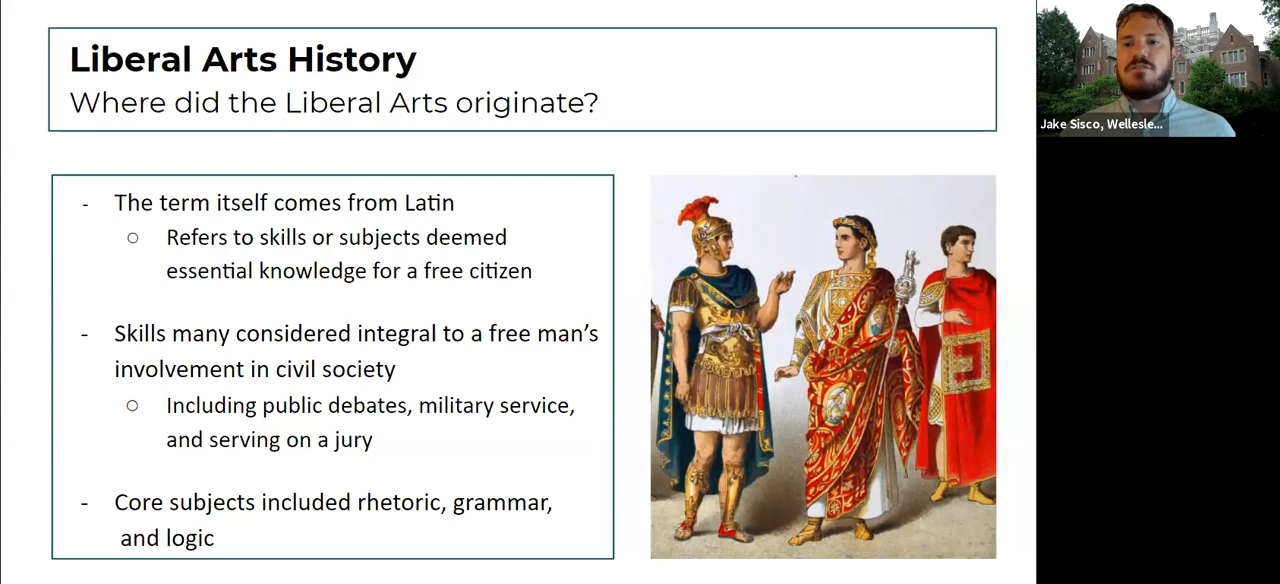 Liberal Arts History
Where did the Liberal Arts originate?
- The term itself comes from Latin
○ Refers to skills or subjects deemed
essential knowledge for a free citizen
- Skills many considered integral to a free man’s
involvement in civil society
○ Including public debates, military service,
and serving on a jury
- Core subjects included rhetoric, grammar,
and logic
Jake Sisco, Wellesle...